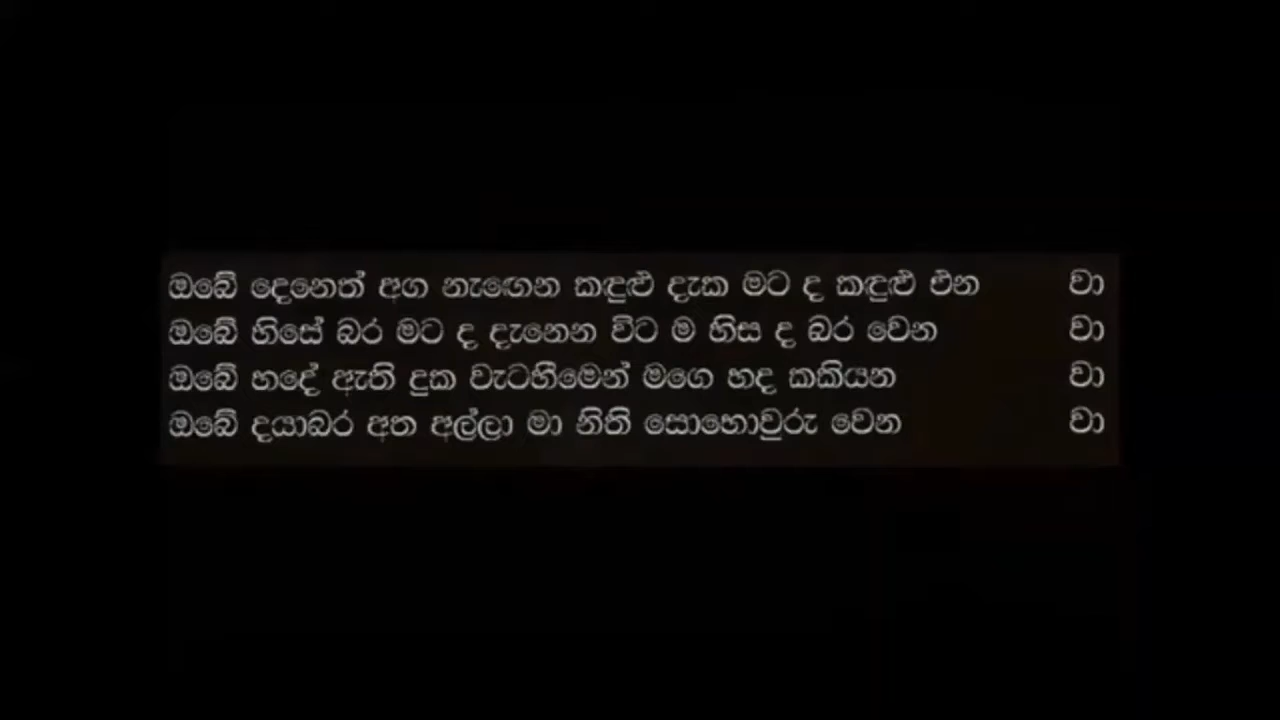 ඔබේ දෙනෙත් අග නැඟෙන කඳුළු දැක මට ද කඳුළු එන වා
ඔබේ හිසේ බර මට ද දැනෙන විට ම හිස ද බර වෙන වා
ඔබේ හදේ ඇති දුක වැටහීමෙන් මගෙ හද කකියන වා
ඔබේ දයාබර අත අල්ලා මා නිති සොහොවුරු වෙන වා